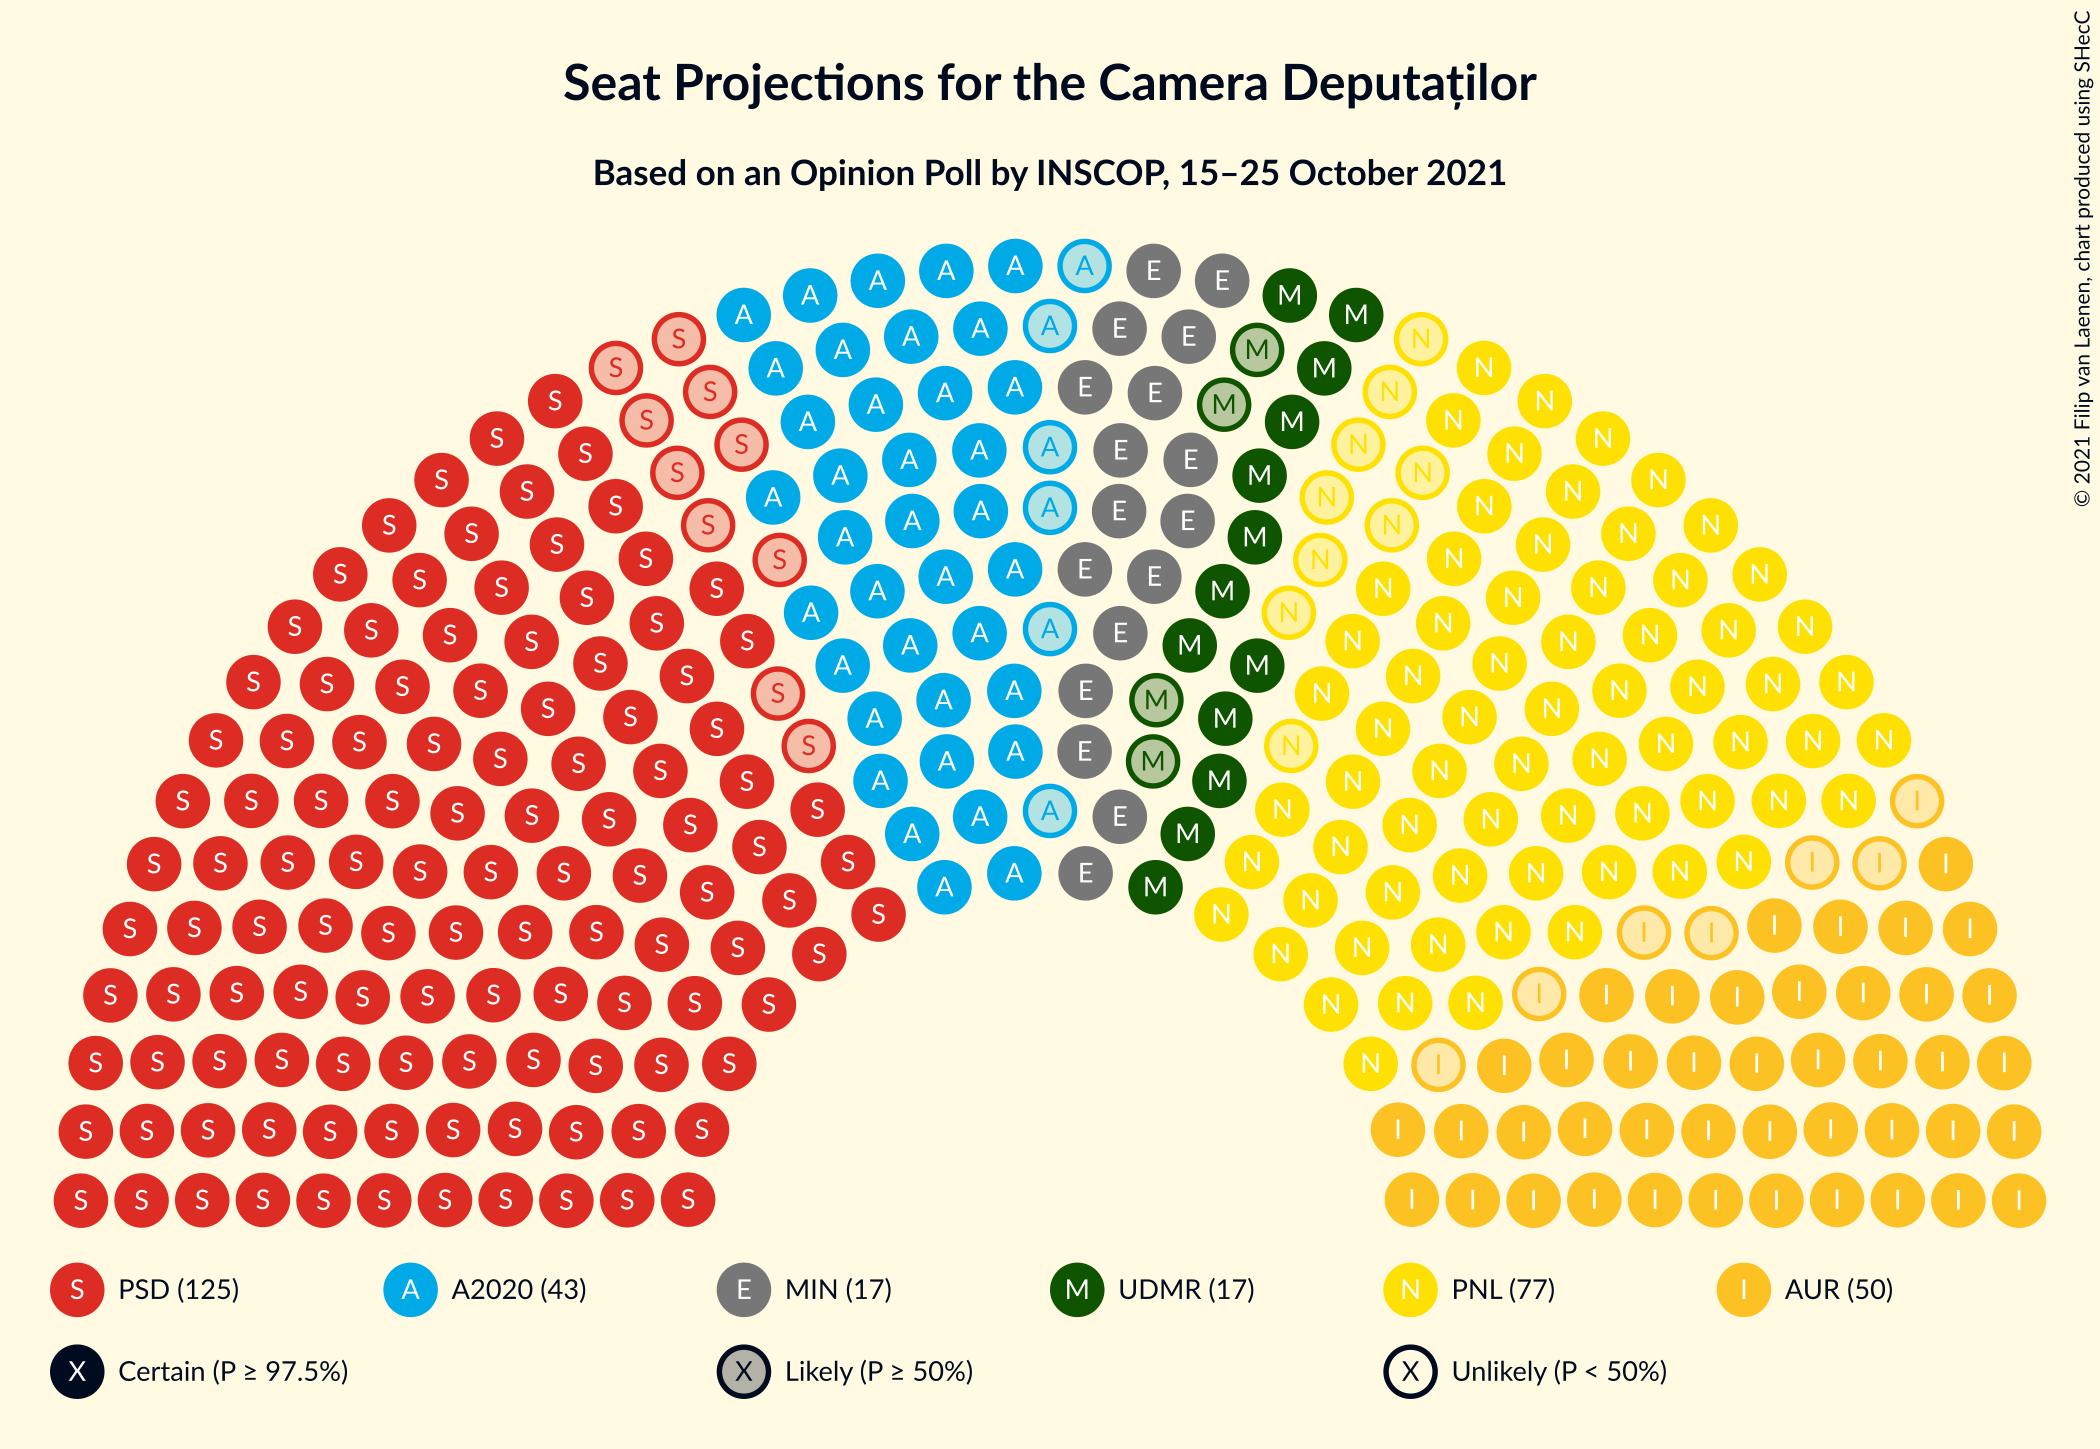 Seat Projections for the Camera Deputaților
Based on an Opinion Poll by INSCOP, 15–25 October 2021
© 2021 Filip van Laenen, chart produced using SHecC
S PSD (125) A A2020 (43) E MIN (17) M UDMR (17) N PNL (77) I AUR (50)
X Certain (P ≥ 97.5%) X Likely (P ≥ 50%) X Unlikely (P < 50%)